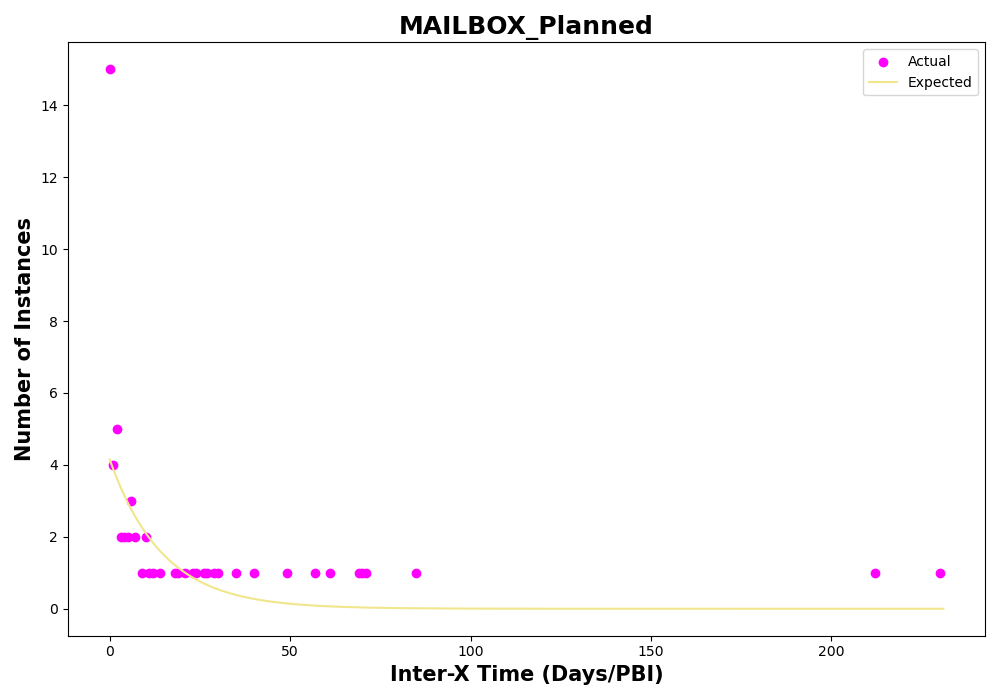 MAILBOX_Planned
Actual
Expected
Number of Instances
14
12
10
8
6
4
2
0
0
50
100
150
200
Inter-X Time (Days/PBI)